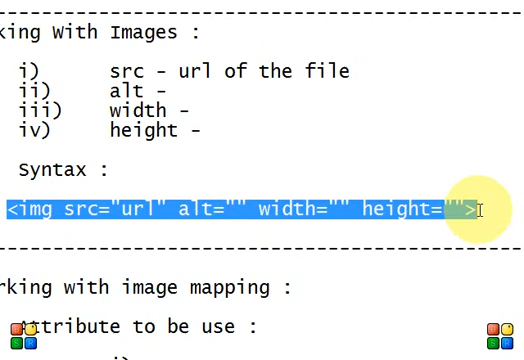 king With Images :
i) src - url of the file
ii) alt -
iii) width -
iv) height -
Syntax :
<img src="url" alt="" width="" height="">
rking with image mapping :
ttribute to be use :